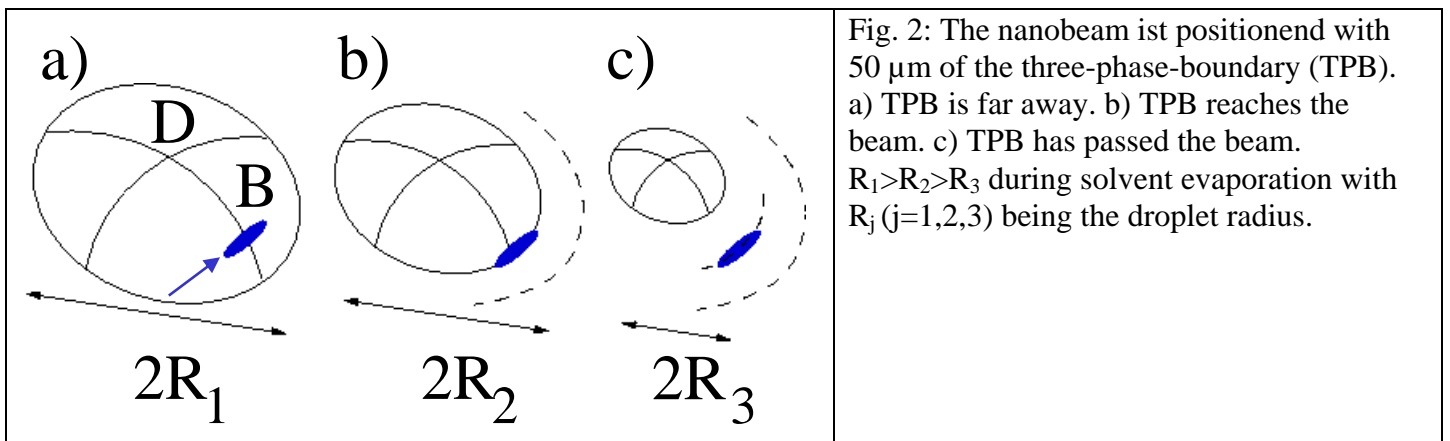 a)
b)
c)
D
B
2R₁
2R₂
2R₃
Fig. 2: The nanobeam ist positionend with
50 µm of the three-phase-boundary (TPB).
a) TPB is far away. b) TPB reaches the
beam. c) TPB has passed the beam.
R₁>R₂>R₃ during solvent evaporation with
Rⱼ (j=1,2,3) being the droplet radius.